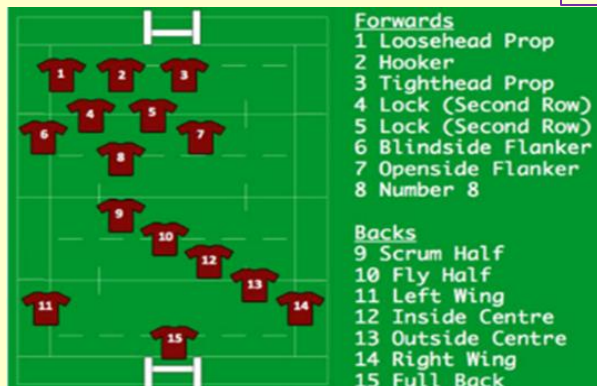 Forwards
1 Loosehead Prop
2 Hooker
3 Tighthead Prop
4 Lock (Second Row)
5 Lock (Second Row)
6 Blindside Flanker
7 Openside Flanker
8 Number 8
Backs
9 Scrum Half
10 Fly Half
11 Left Wing
12 Inside Centre
13 Outside Centre
14 Right Wing
15 Full Back
1 2 3
4 5
6 7
8
9
10
12
13
11 14
15